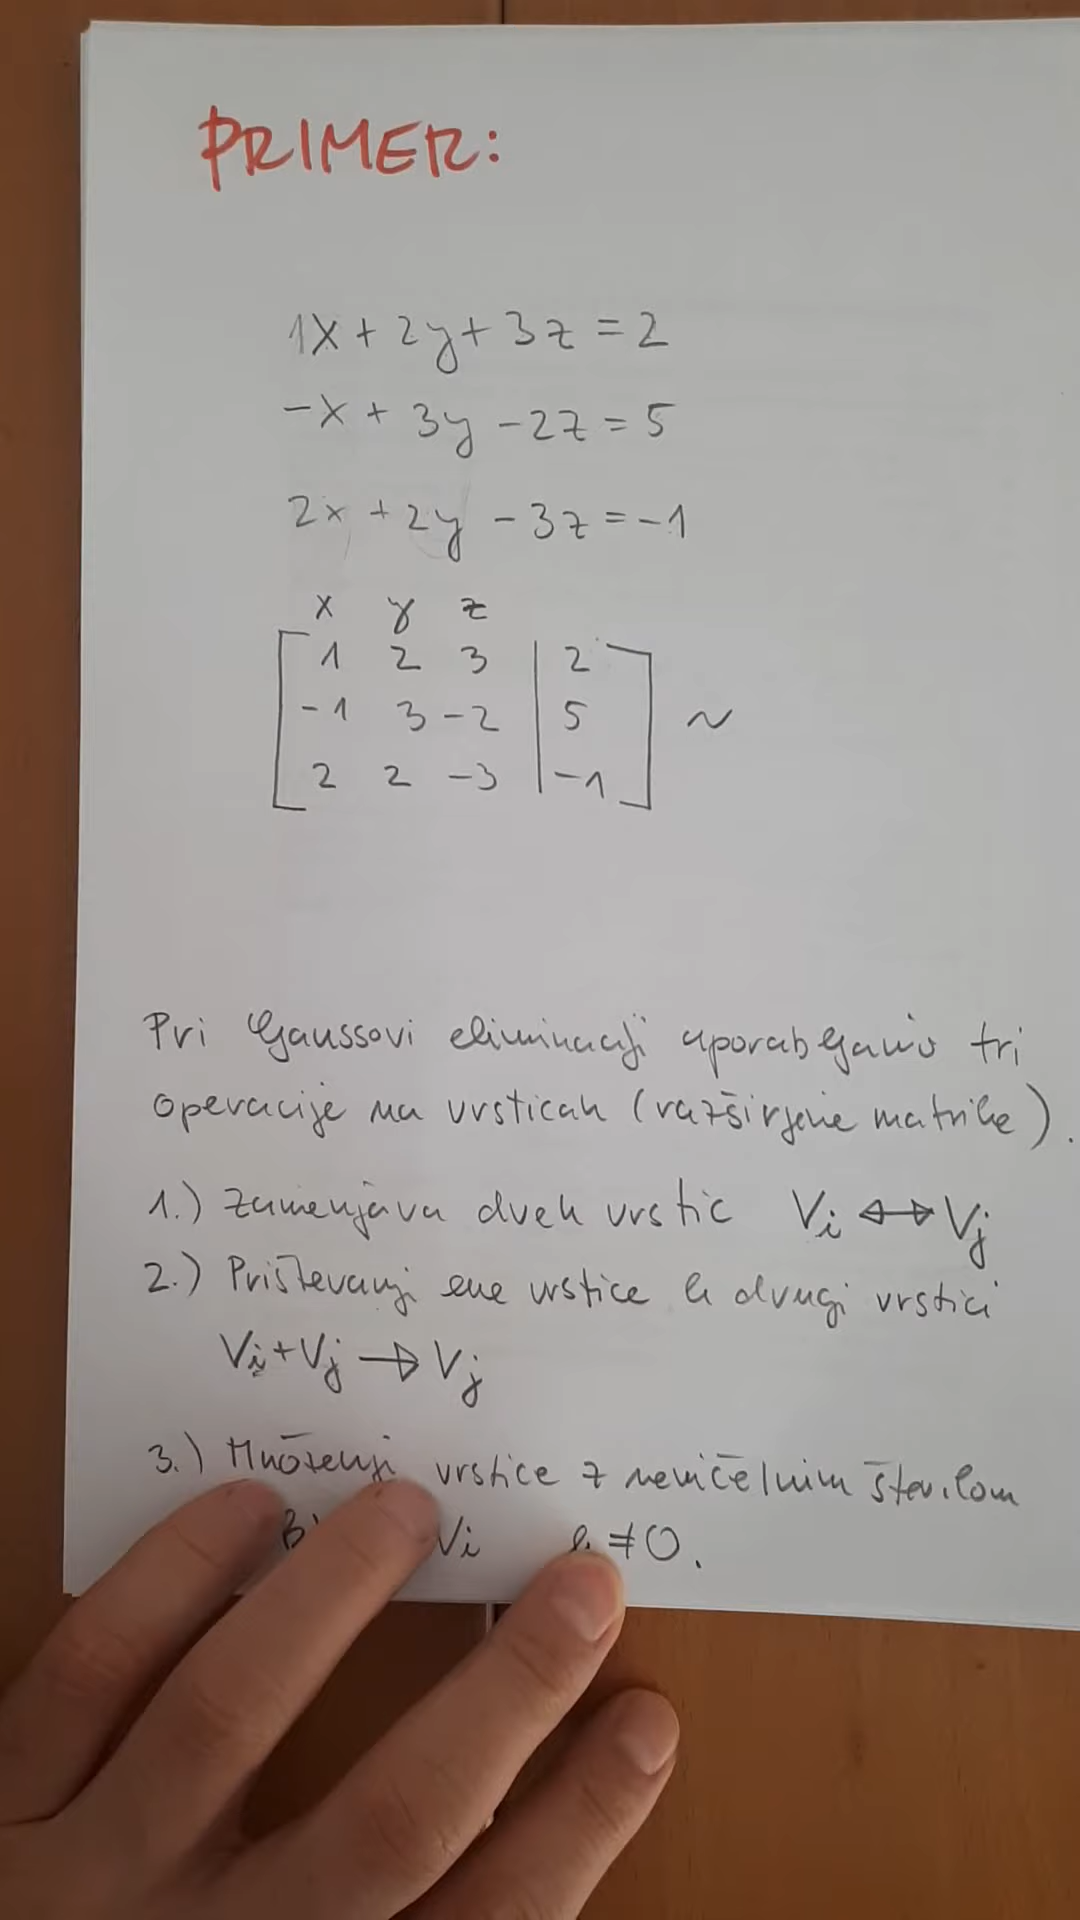 PRIMER:
1x + 2y + 3z = 2
-x + 3y - 2z = 5
2x + 2y - 3z = -1
x y z
1 2 3 | 2
-1 3 -2 | 5 ~
2 2 -3 | -1
Pri Gaussovi eliminaciji uporabljamo tri
operacije na vrsticah (razširjene matrike).
1.) Zamenjava dveh vrstic Vi ↔ Vj
2.) Prištevanje ene vrstice k drugi vrstici
Vi + Vj → Vj
3.) Množenje vrstice z neničelnim številom
Vi k ≠ 0.